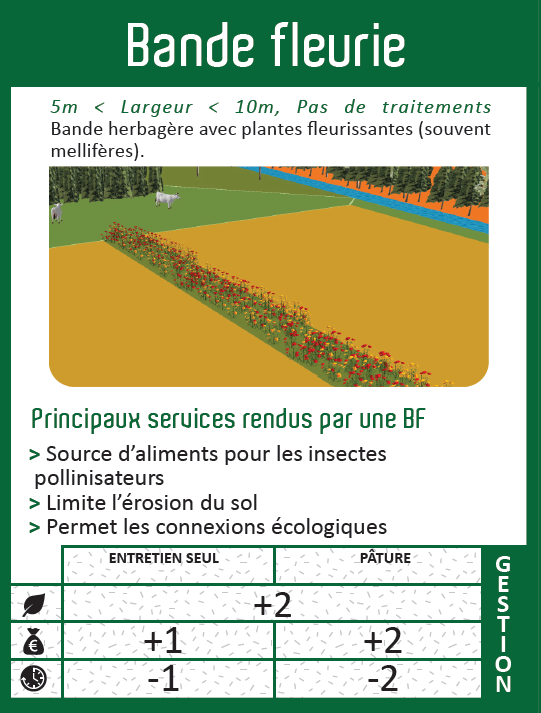 Bande fleurie
5m < Largeur < 10m, Pas de traitements
Bande herbagère avec plantes fleurissantes (souvent
mellifères).
Principaux services rendus par une BF
> Source d’aliments pour les insectes
pollinisateurs
> Limite l’érosion du sol
> Permet les connexions écologiques
ENTRETIEN SEUL PÂTURE
+2
€ +1 +2
-1 -2
GESTION